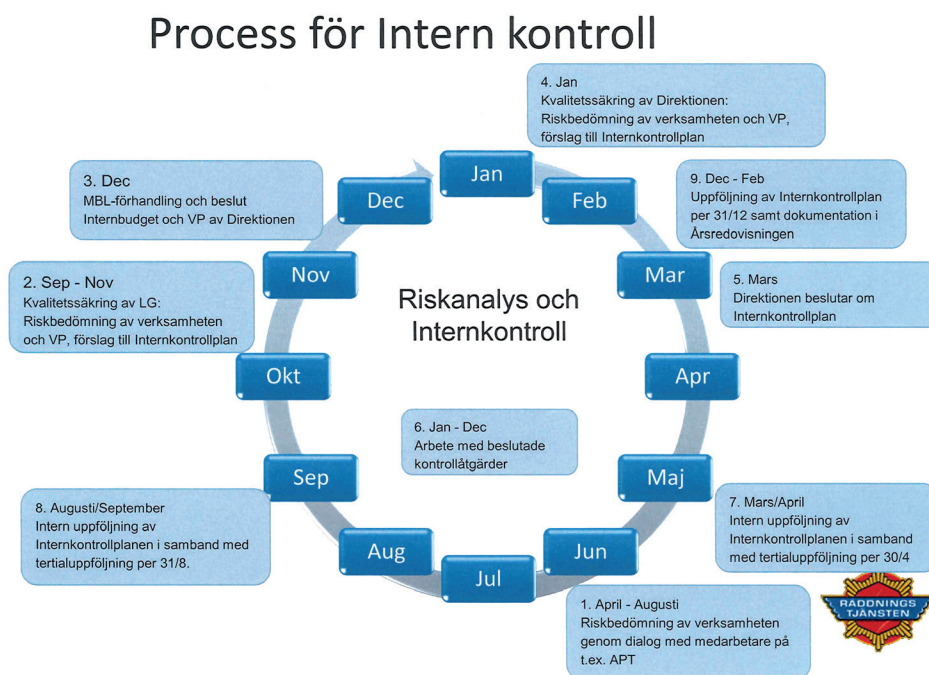 Process för Intern kontroll
4. Jan
Kvalitetssäkring av Direktionen:
Riskbedömning av verksamheten och VP,
förslag till Internkontrollplan
3. Dec
MBL-förhandling och beslut
Internbudget och VP av Direktionen
Dec
Jan
Feb
9. Dec - Feb
Uppföljning av Internkontrollplan
per 31/12 samt dokumentation i
Årsredovisningen
2. Sep - Nov
Kvalitetssäkring av LG:
Riskbedömning av verksamheten
och VP, förslag till Internkontrollplan
Nov
Mar
5. Mars
Direktionen beslutar om
Internkontrollplan
Riskanalys och
Internkontroll
Okt
Apr
6. Jan - Dec
Arbete med beslutade
kontrollåtgärder
Sep
Maj
8. Augusti/September
Intern uppföljning av
Internkontrollplanen i samband med
tertialuppföljning per 31/8.
7. Mars/April
Intern uppföljning av
Internkontrollplanen i samband
med tertialuppföljning per 30/4
Aug
Jul
Jun
1. April - Augusti
Riskbedömning av verksamheten
genom dialog med medarbetare på
t.ex. APT
RÄDDNINGS
TJÄNSTEN